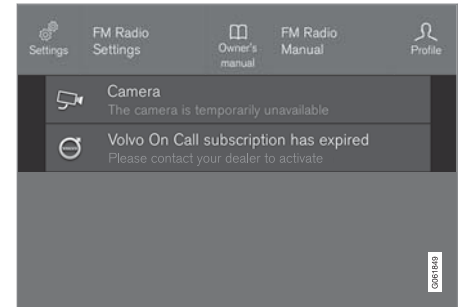 Settings
FM Radio
Settings
Owner's
manual
FM Radio
Manual
Profile
Camera
The camera is temporarily unavailable
Volvo On Call subscription has expired
Please contact your dealer to activate
G061849